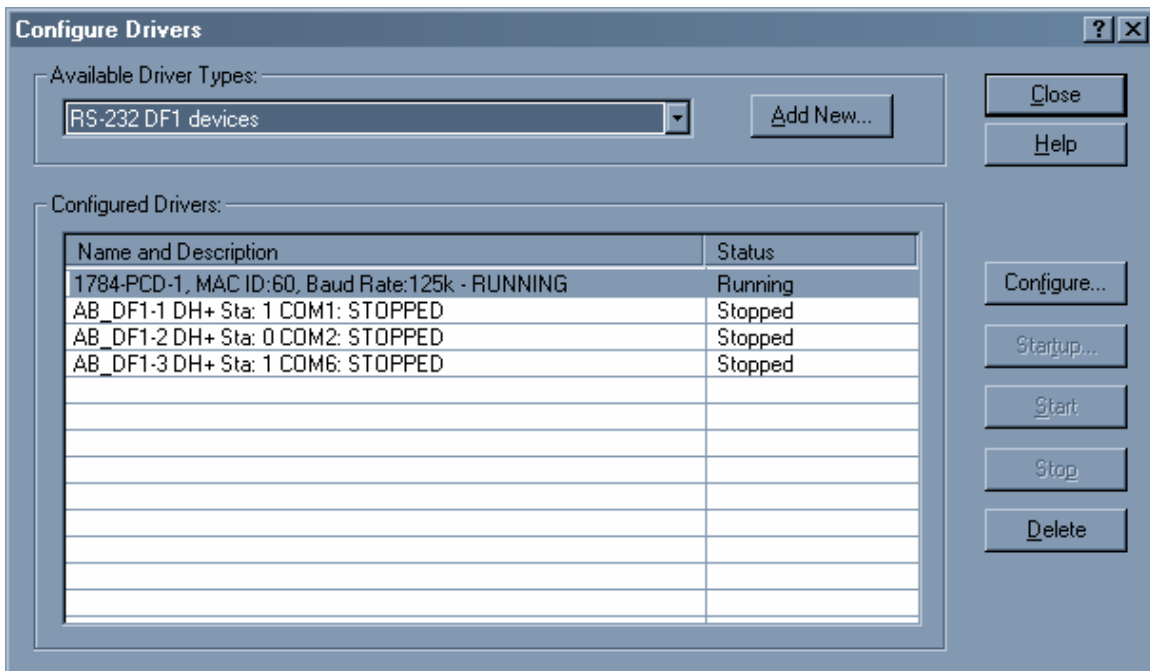 Configure Drivers
Available Driver Types:
RS-232 DF1 devices
Add New...
Close
Help
Configured Drivers:
Name and Description Status
1784-PCD-1, MAC ID:60, Baud Rate:125k - RUNNING Running
AB_DF1-1 DH+ Sta: 1 COM1: STOPPED Stopped
AB_DF1-2 DH+ Sta: 0 COM2: STOPPED Stopped
AB_DF1-3 DH+ Sta: 1 COM6: STOPPED Stopped
Configure...
Startup...
Start
Stop
Delete